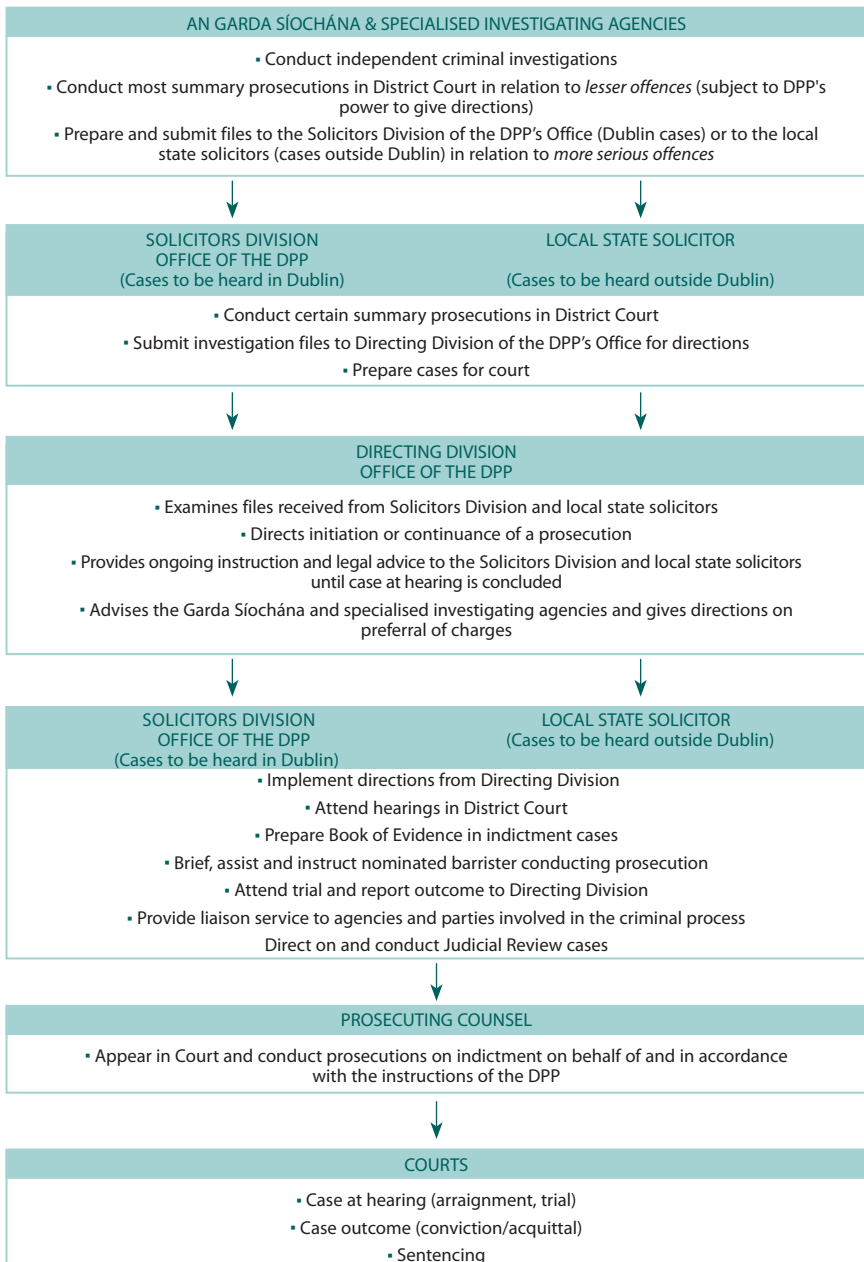 AN GARDA SÍOCHÁNA & SPECIALISED INVESTIGATING AGENCIES
▪ Conduct independent criminal investigations
▪ Conduct most summary prosecutions in District Court in relation to lesser offences (subject to DPP's
power to give directions)
▪ Prepare and submit files to the Solicitors Division of the DPP’s Office (Dublin cases) or to the local
state solicitors (cases outside Dublin) in relation to more serious offences
SOLICITORS DIVISION
OFFICE OF THE DPP
(Cases to be heard in Dublin)
LOCAL STATE SOLICITOR
(Cases to be heard outside Dublin)
▪ Conduct certain summary prosecutions in District Court
▪ Submit investigation files to Directing Division of the DPP’s Office for directions
▪ Prepare cases for court
DIRECTING DIVISION
OFFICE OF THE DPP
▪ Examines files received from Solicitors Division and local state solicitors
▪ Directs initiation or continuance of a prosecution
▪ Provides ongoing instruction and legal advice to the Solicitors Division and local state solicitors
until case at hearing is concluded
▪ Advises the Garda Síochána and specialised investigating agencies and gives directions on
preferral of charges
SOLICITORS DIVISION
OFFICE OF THE DPP
(Cases to be heard in Dublin)
LOCAL STATE SOLICITOR
(Cases to be heard outside Dublin)
▪ Implement directions from Directing Division
▪ Attend hearings in District Court
▪ Prepare Book of Evidence in indictment cases
▪ Brief, assist and instruct nominated barrister conducting prosecution
▪ Attend trial and report outcome to Directing Division
▪ Provide liaison service to agencies and parties involved in the criminal process
Direct on and conduct Judicial Review cases
PROSECUTING COUNSEL
▪ Appear in Court and conduct prosecutions on indictment on behalf of and in accordance
with the instructions of the DPP
COURTS
▪ Case at hearing (arraignment, trial)
▪ Case outcome (conviction/acquittal)
▪ Sentencing